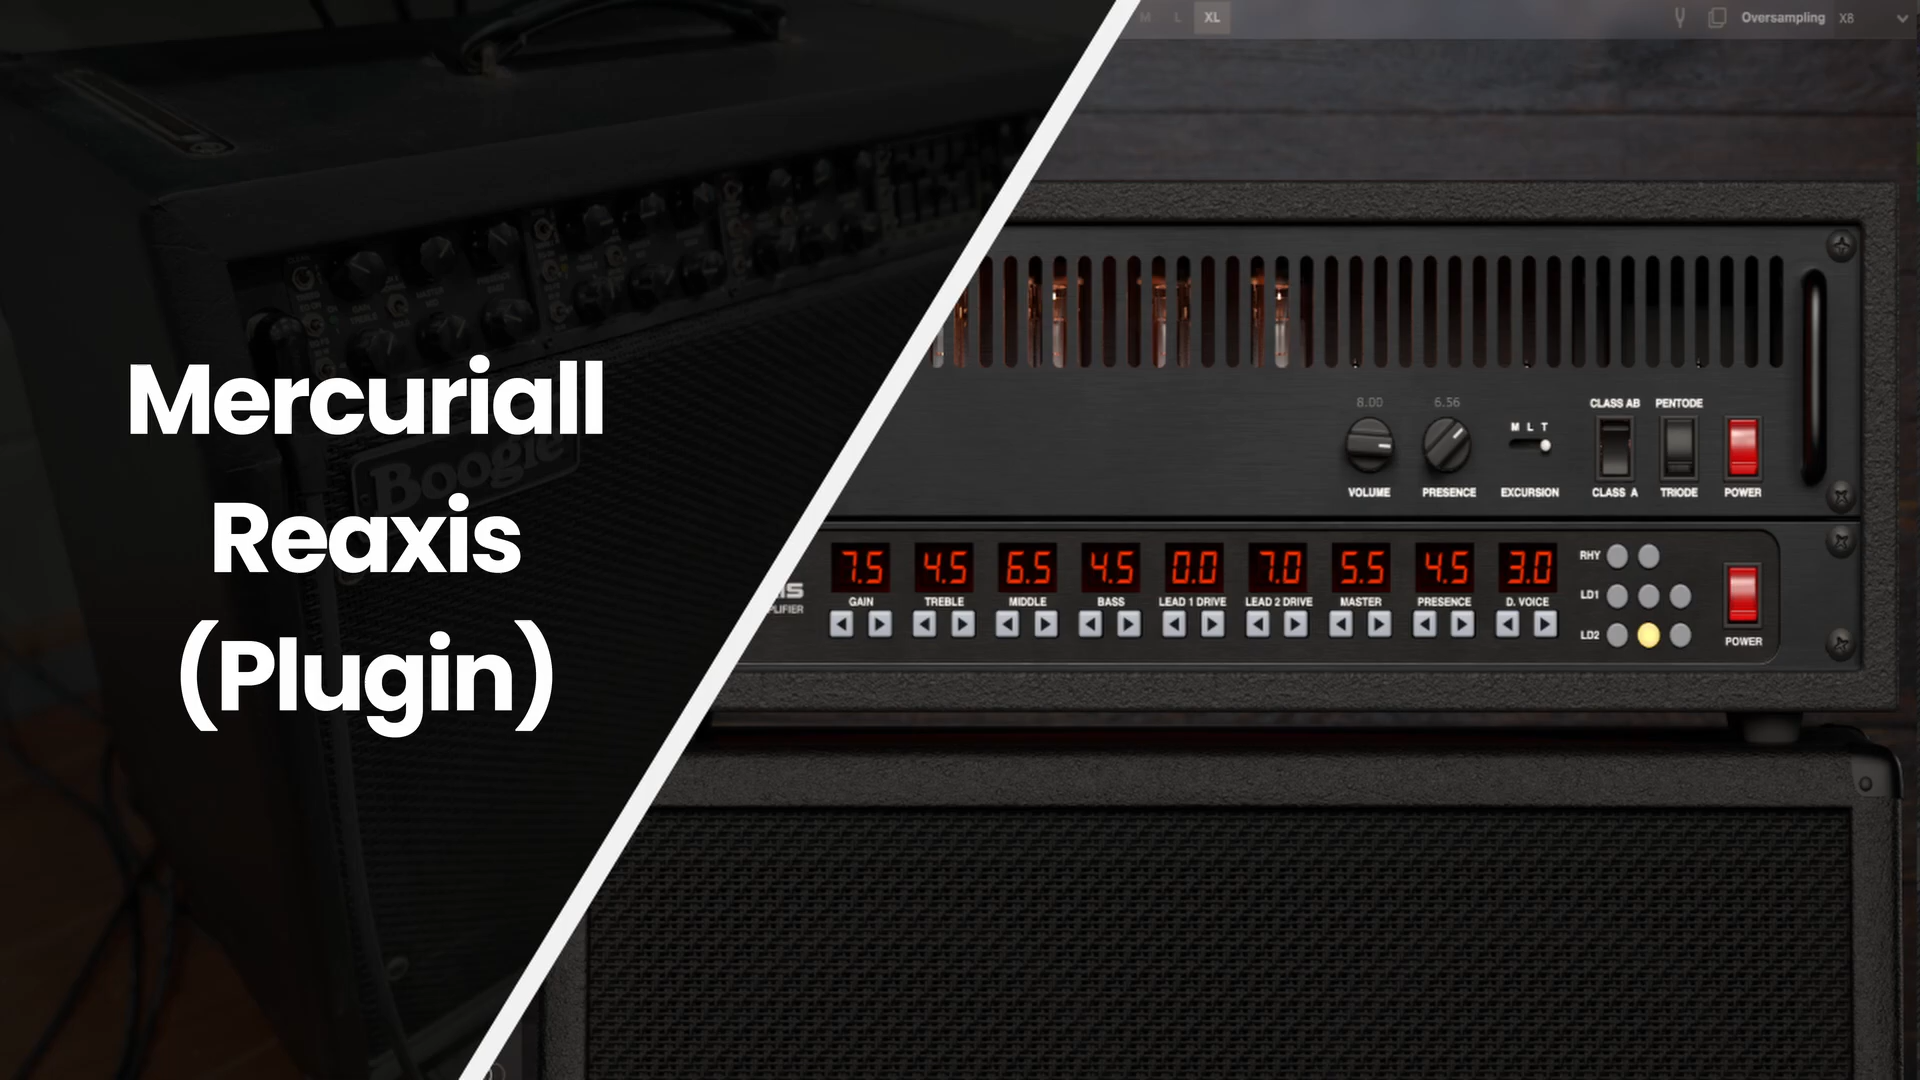 M L XL
Oversampling X8
Mercuriall
Reaxis
(Plugin)
Boogie
8.00 6.56
CLASS AB PENTODE
M L T
VOLUME PRESENCE EXCURSION CLASS A TRIODE POWER
7.5 4.5 6.5 4.5 0.0 7.0 5.5 4.5 3.0
GAIN TREBLE MIDDLE BASS LEAD 1 DRIVE LEAD 2 DRIVE MASTER PRESENCE D. VOICE
RHY
LD1
LD2
POWER